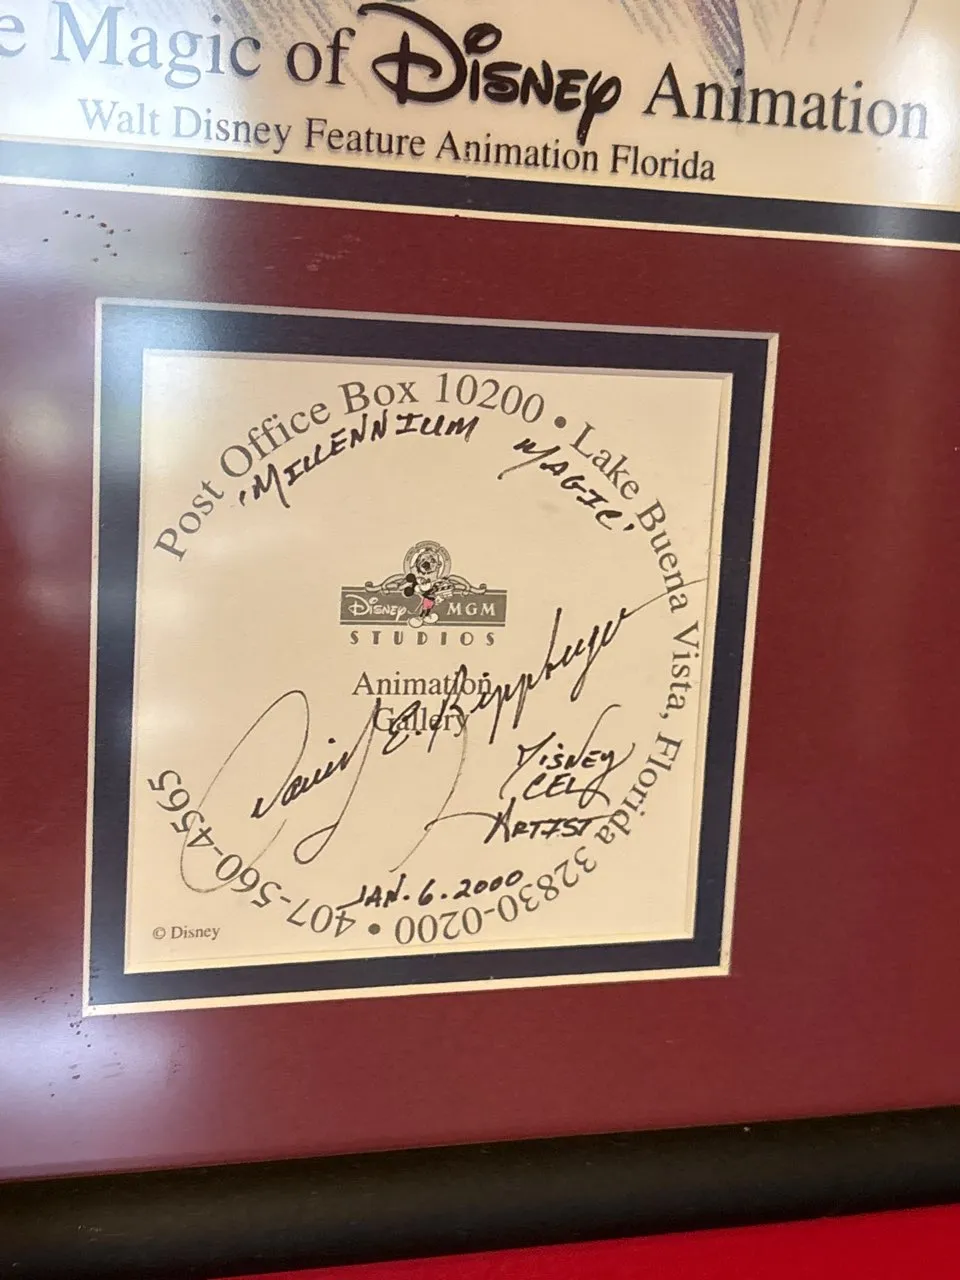 e Magic of Disney Animation
Walt Disney Feature Animation Florida
Post Office Box 10200 • Lake Buena Vista, Florida 32830-0200 • 407-560-4565
'MILLENNIUM MAGIC'
Disney MGM
STUDIOS
Animation
Gallery
David E.
DISNEY
CEL
ARTIST
JAN. 6. 2000
© Disney